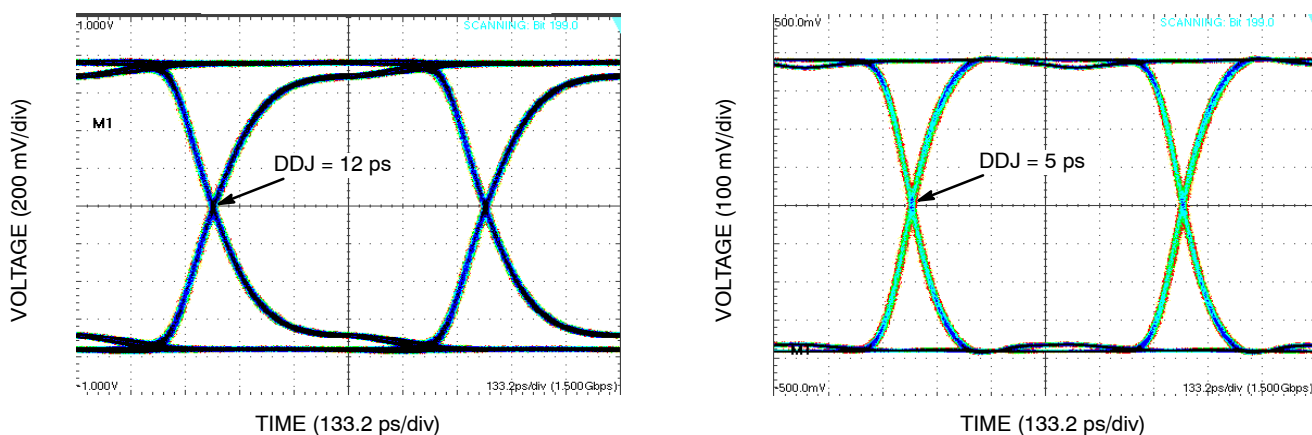 1.000V
SCANNING: Bit 199.0
M1
DDJ = 12 ps
VOLTAGE (200 mV/div)
-1.000V
133.2ps/div (1.500Gbps)
TIME (133.2 ps/div)
500.0mV
SCANNING: Bit 199.0
DDJ = 5 ps
VOLTAGE (100 mV/div)
M1
-500.0mV
133.2ps/div (1.500Gbps)
TIME (133.2 ps/div)